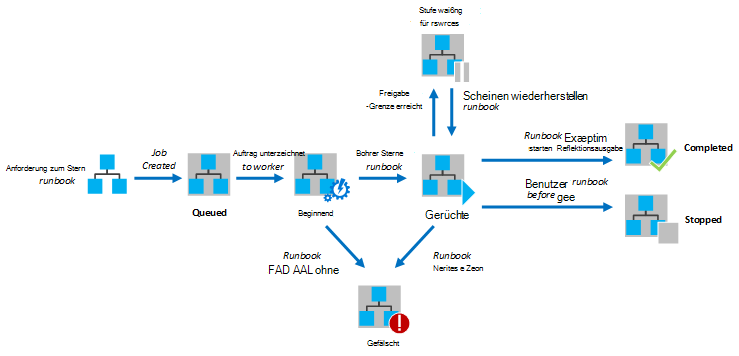 Stufe wai6ng
für rswrces
Freigabe
-Grenze erreicht
Scheinen wiederherstellen
runbook
Anforderung zum Stern
runbook
Job
Created
Queued
Auftrag unterzeichnet
to worker
Beginnend
Bohrer Sterne
runbook
Gerüchte
Runbook Exæptim
starten Reflektionsausgabe
Completed
Benutzer runbook
before gee
Stopped
Runbook
FAD AAL ohne
Runbook
Nerites e Zeon
Gefälscht